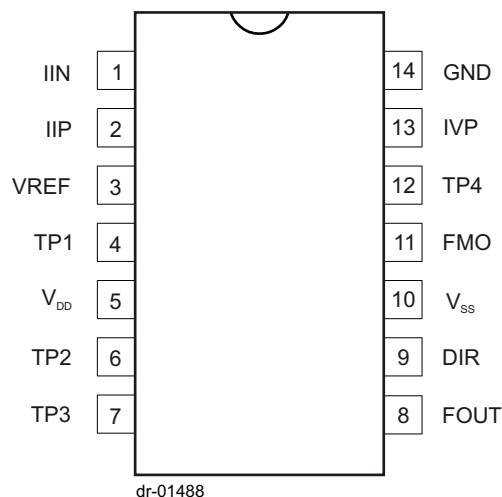 IIN 1 14 GND
IIP 2 13 IVP
VREF 3 12 TP4
TP1 4 11 FMO
VDD 5 10 VSS
TP2 6 9 DIR
TP3 7 8 FOUT
dr-01488